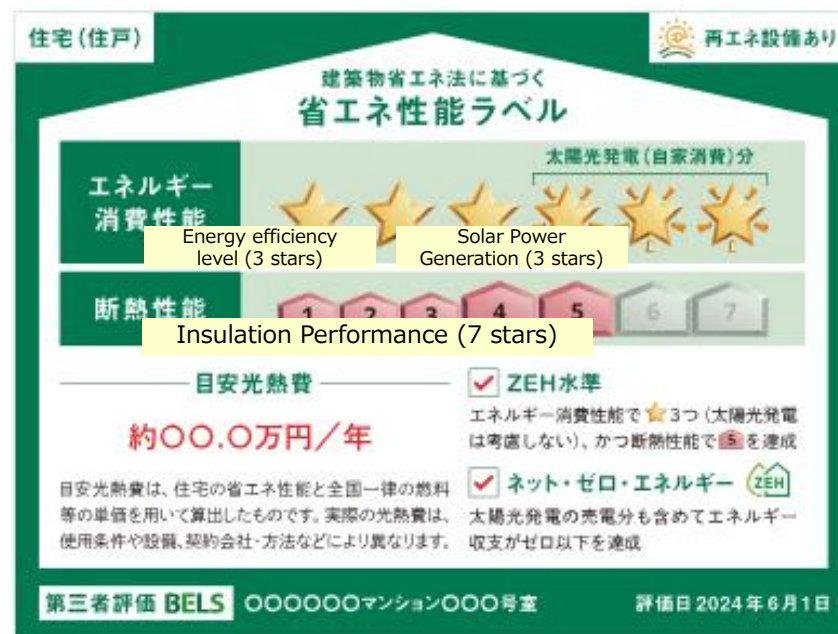 住宅(住戸)
再エネ設備あり
建築物省エネ法に基づく
省エネ性能ラベル
太陽光発電(自家消費)分
エネルギー
消費性能
Energy efficiency
level (3 stars)
Solar Power
Generation (3 stars)
断熱性能
1 2 3 4 5 6 7
Insulation Performance (7 stars)
目安光熱費
約〇〇.〇万円/年
目安光熱費は、住宅の省エネ性能と全国一律の燃料
等の単価を用いて算出したものです。実際の光熱費は、
使用条件や設備、契約会社・方法などにより異なります。
ZEH水準
エネルギー消費性能で⭐3つ(太陽光発電
は考慮しない)、かつ断熱性能で5を達成
ネット・ゼロ・エネルギー ZEH
太陽光発電の売電分も含めてエネルギー
収支がゼロ以下を達成
第三者評価 BELS 〇〇〇〇〇〇マンション〇〇〇号室 評価日 2024年6月1日